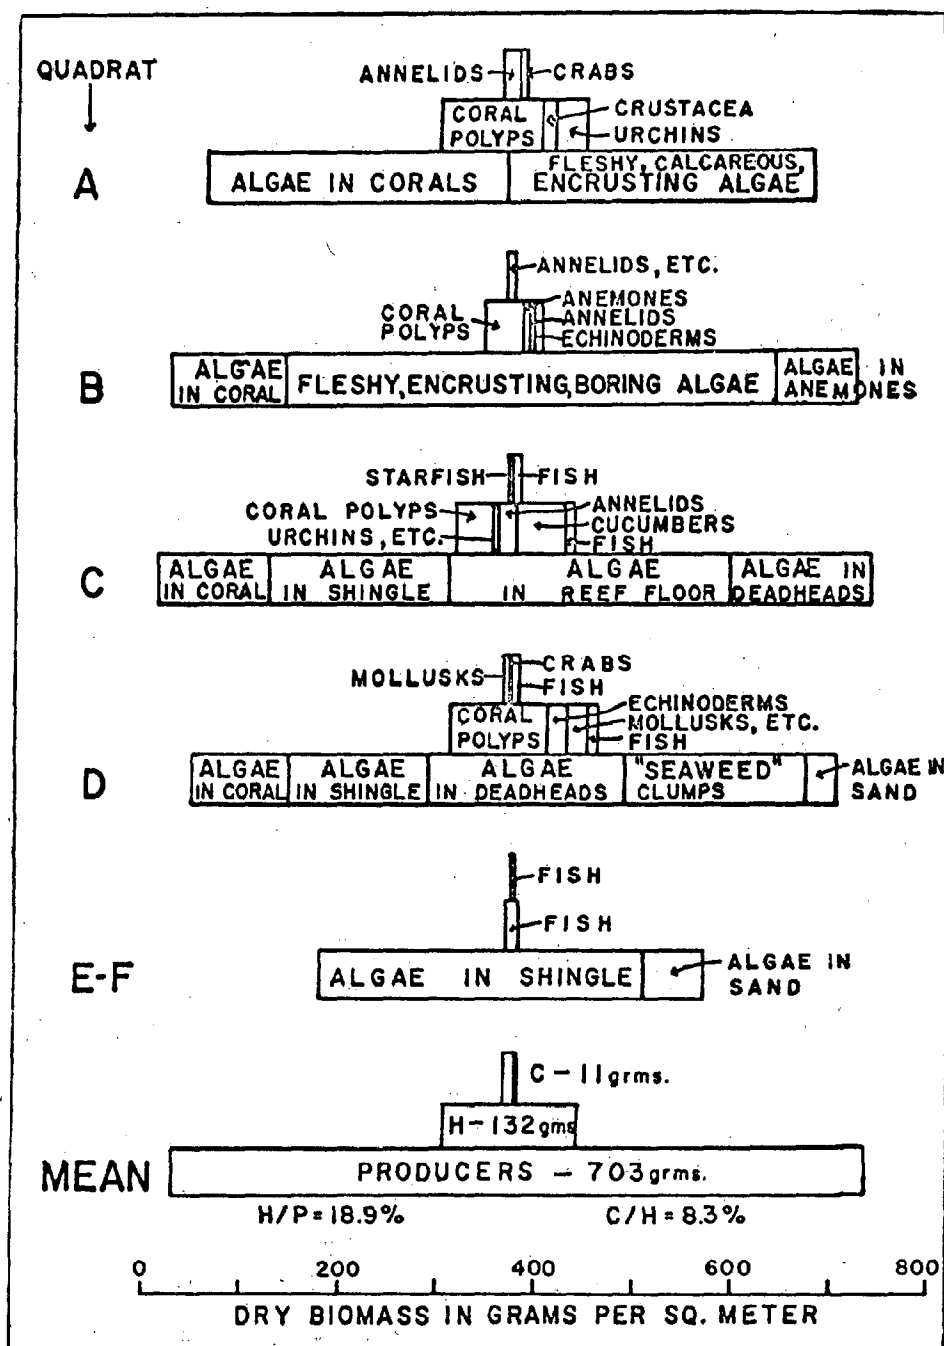 QUADRAT
ANNELIDS
CRABS
CORAL
POLYPS
CRUSTACEA
URCHINS
A
ALGAE IN CORALS
FLESHY, CALCAREOUS,
ENCRUSTING ALGAE
ANNELIDS, ETC.
CORAL
POLYPS
ANEMONES
ANNELIDS
ECHINODERMS
B
ALGAE
IN CORAL
FLESHY, ENCRUSTING, BORING ALGAE
ALGAE IN
ANEMONES
STARFISH
FISH
CORAL POLYPS
URCHINS, ETC.
ANNELIDS
CUCUMBERS
FISH
C
ALGAE
IN CORAL
ALGAE
IN SHINGLE
ALGAE
IN REEF FLOOR
ALGAE IN
DEADHEADS
MOLLUSKS
CRABS
FISH
CORAL
POLYPS
ECHINODERMS
MOLLUSKS, ETC.
FISH
D
ALGAE
IN CORAL
ALGAE
IN SHINGLE
ALGAE
IN DEADHEADS
"SEAWEED"
CLUMPS
ALGAE IN
SAND
FISH
FISH
E-F
ALGAE IN SHINGLE
ALGAE IN
SAND
C - 11 grms.
H-132 gms
MEAN
PRODUCERS - 703 grms.
H/P = 18.9% C/H = 8.3%
0 200 400 600 800
DRY BIOMASS IN GRAMS PER SQ. METER